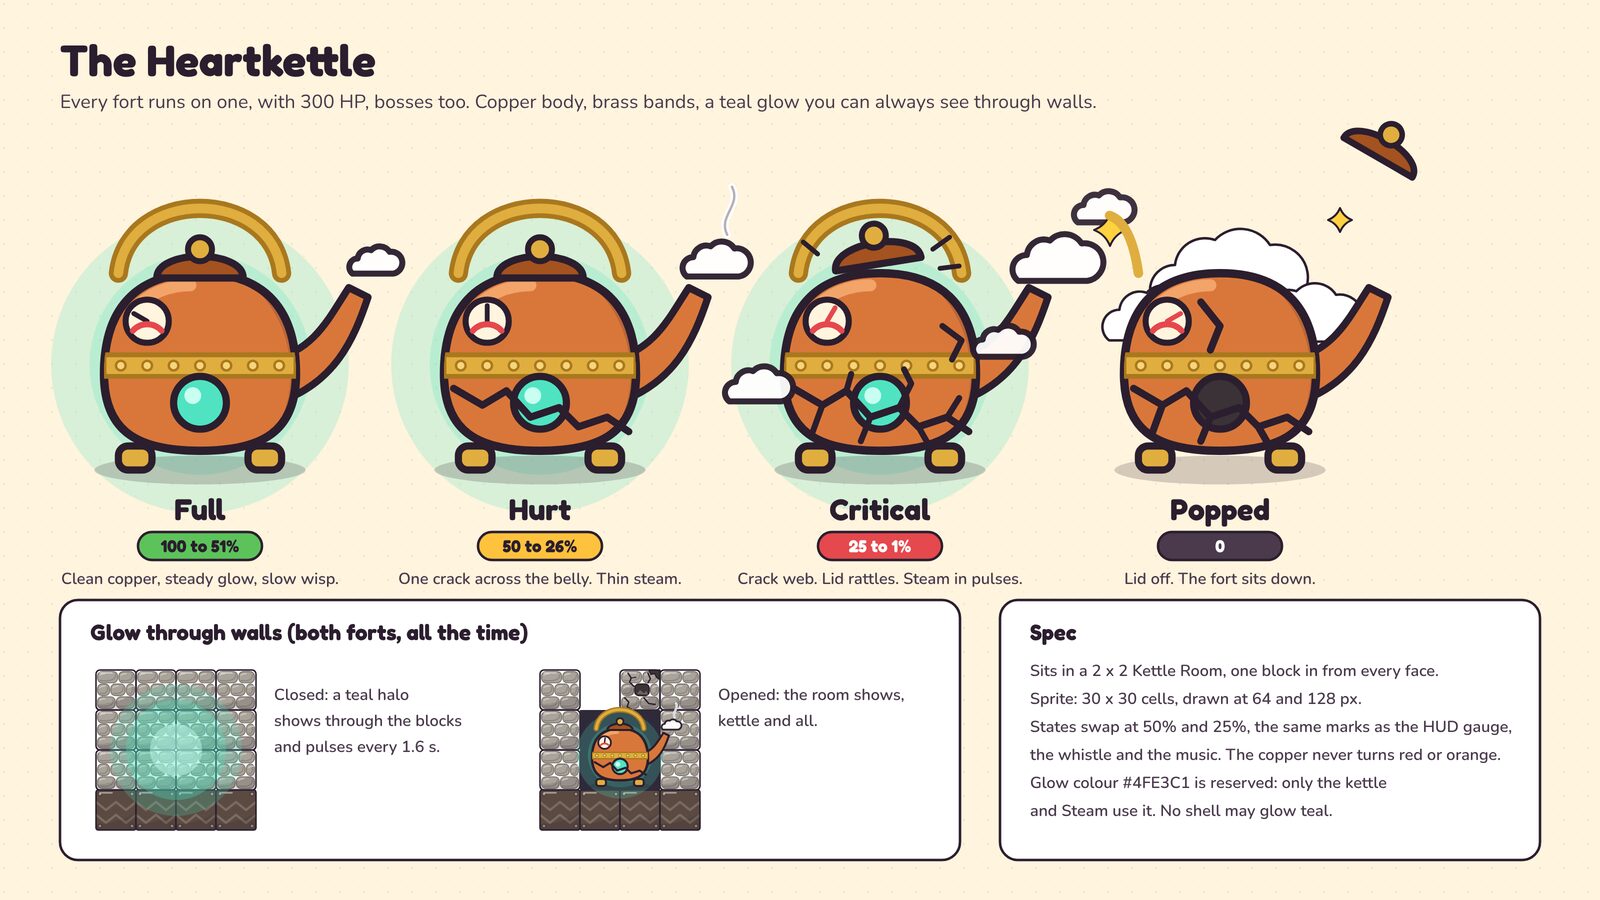 The Heartkettle
Every fort runs on one, with 300 HP, bosses too. Copper body, brass bands, a teal glow you can always see through walls.
Full
100 to 51%
Clean copper, steady glow, slow wisp.
Hurt
50 to 26%
One crack across the belly. Thin steam.
Critical
25 to 1%
Crack web. Lid rattles. Steam in pulses.
Popped
0
Lid off. The fort sits down.
Glow through walls (both forts, all the time)
Closed: a teal halo
shows through the blocks
and pulses every 1.6 s.
Opened: the room shows,
kettle and all.
Spec
Sits in a 2 x 2 Kettle Room, one block in from every face.
Sprite: 30 x 30 cells, drawn at 64 and 128 px.
States swap at 50% and 25%, the same marks as the HUD gauge,
the whistle and the music. The copper never turns red or orange.
Glow colour #4FE3C1 is reserved: only the kettle
and Steam use it. No shell may glow teal.